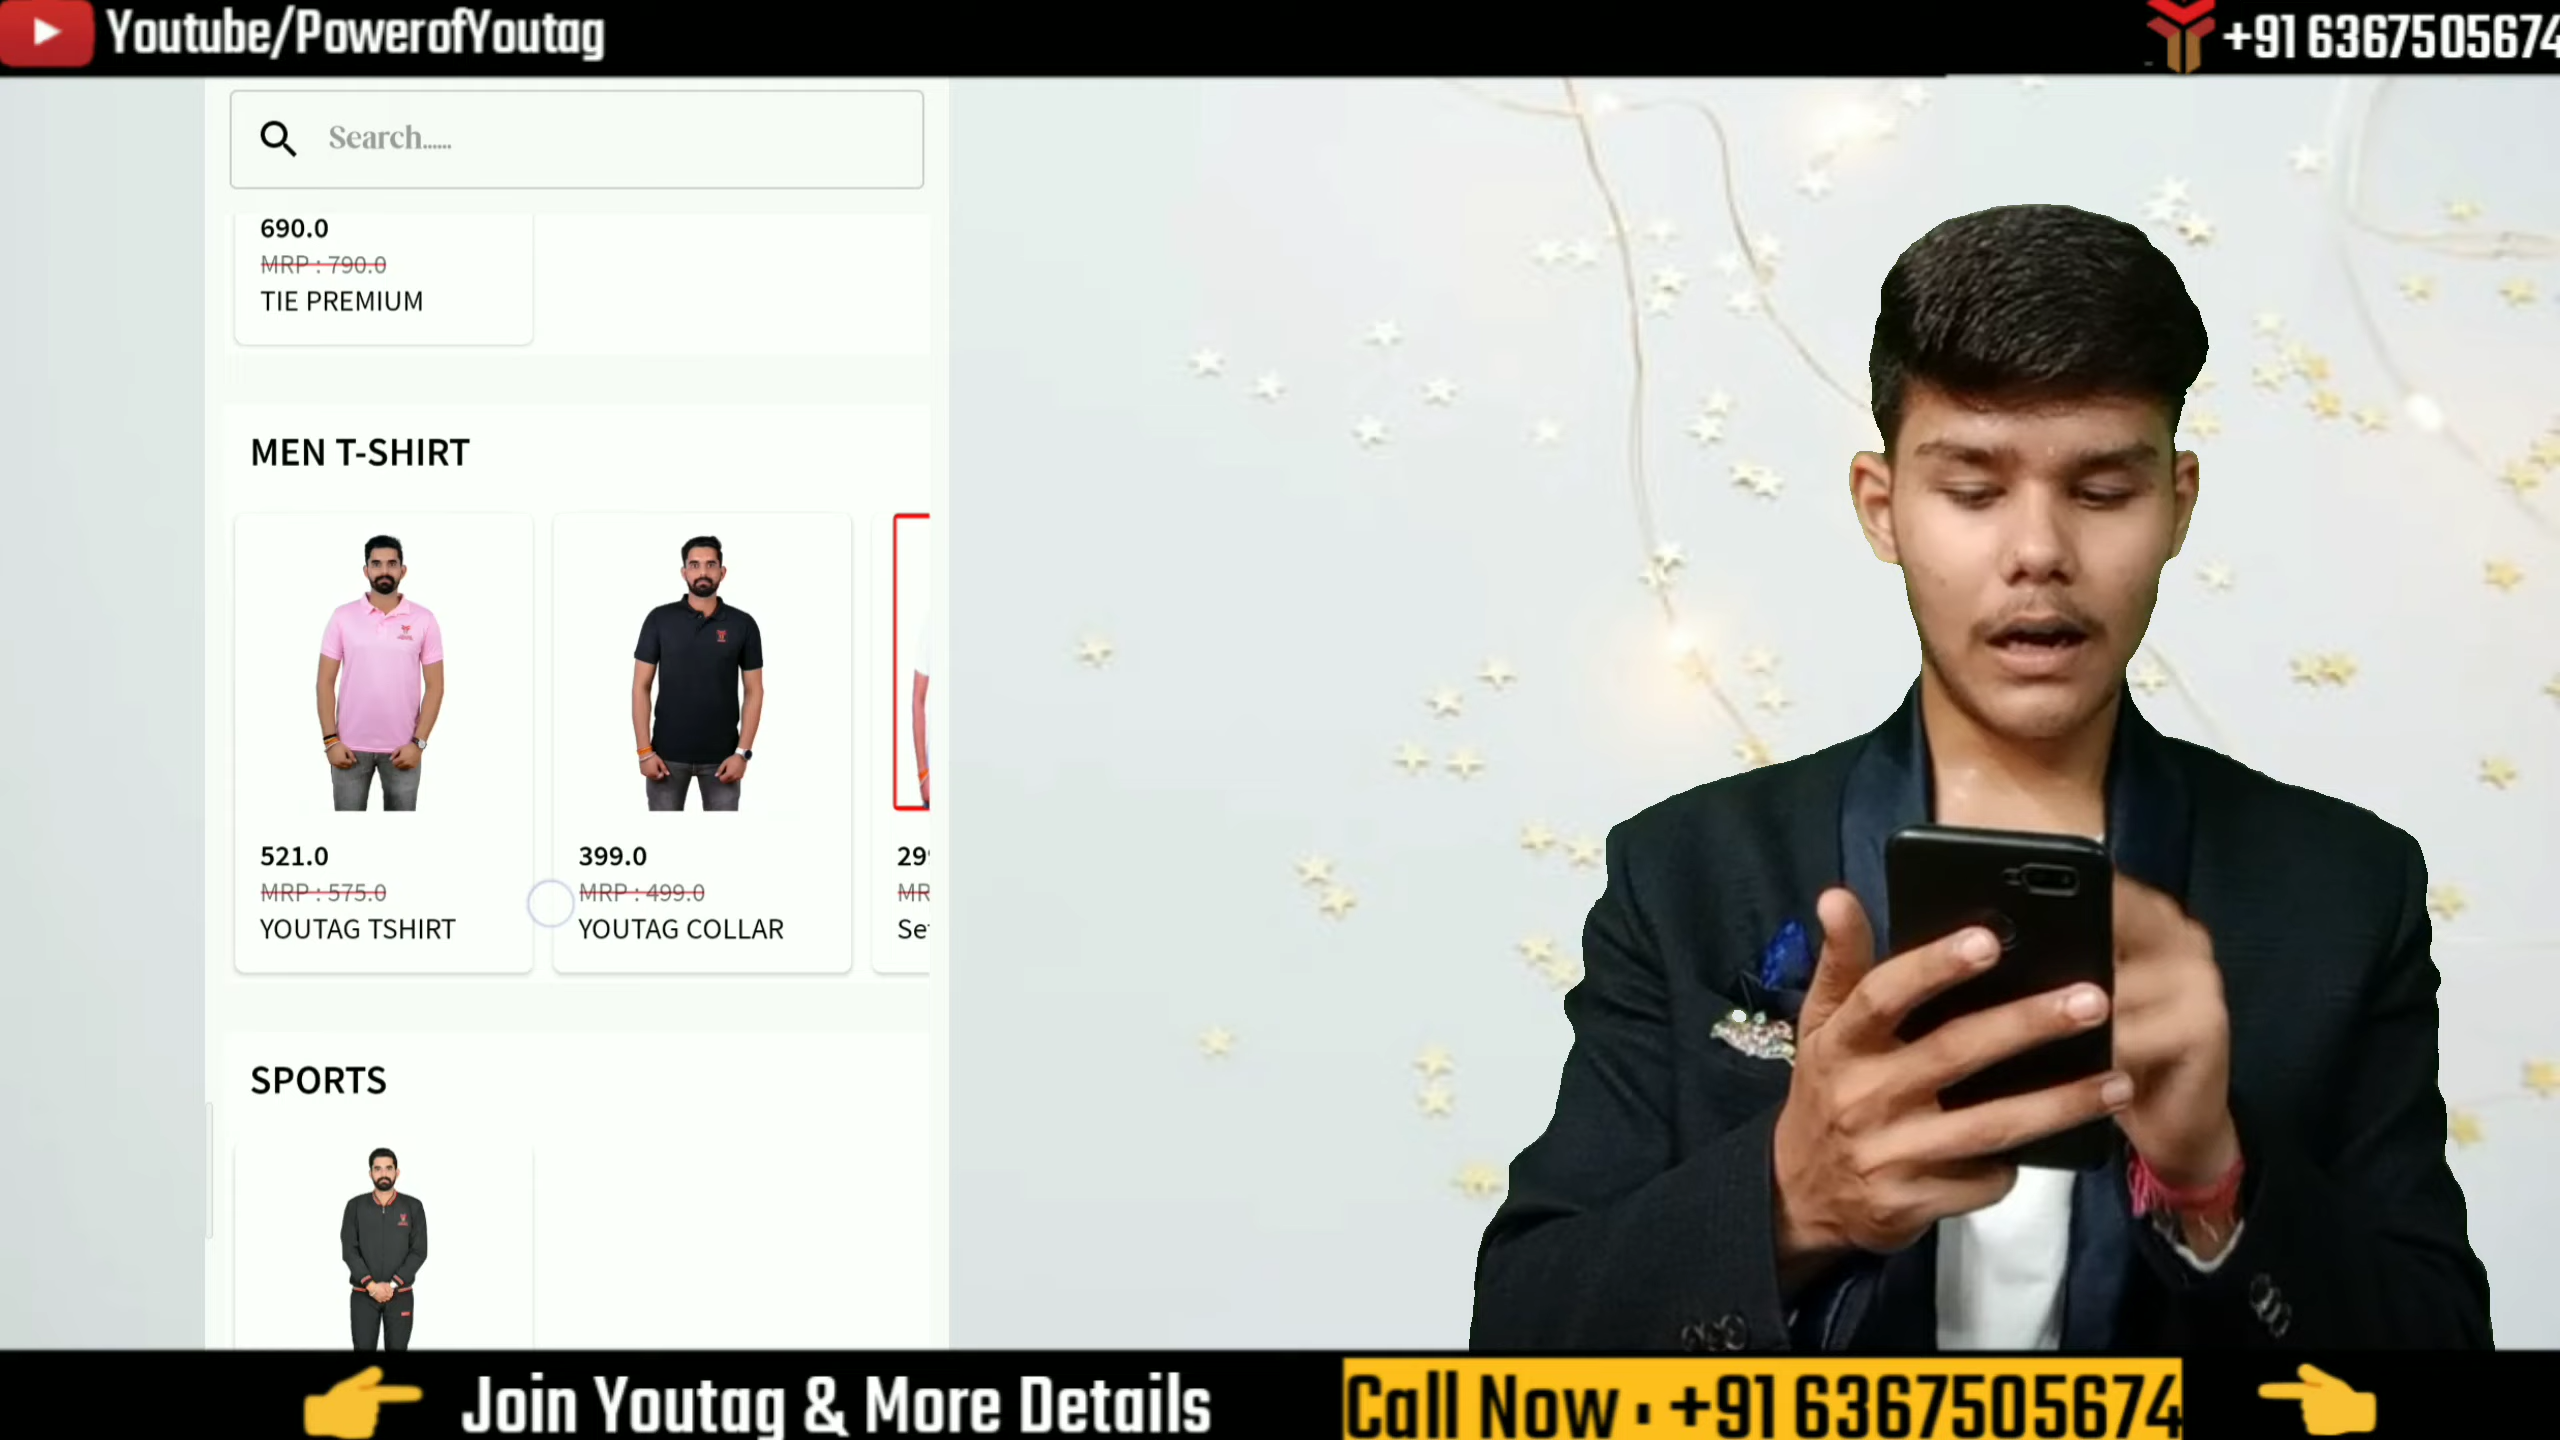 Youtube/PowerofYoutag
+91 6367505674
Search......
690.0
MRP : 790.0
TIE PREMIUM
MEN T-SHIRT
521.0
MRP : 575.0
YOUTAG TSHIRT
399.0
MRP : 499.0
YOUTAG COLLAR
SPORTS
Join Youtag & More Details
Call Now : +91 6367505674